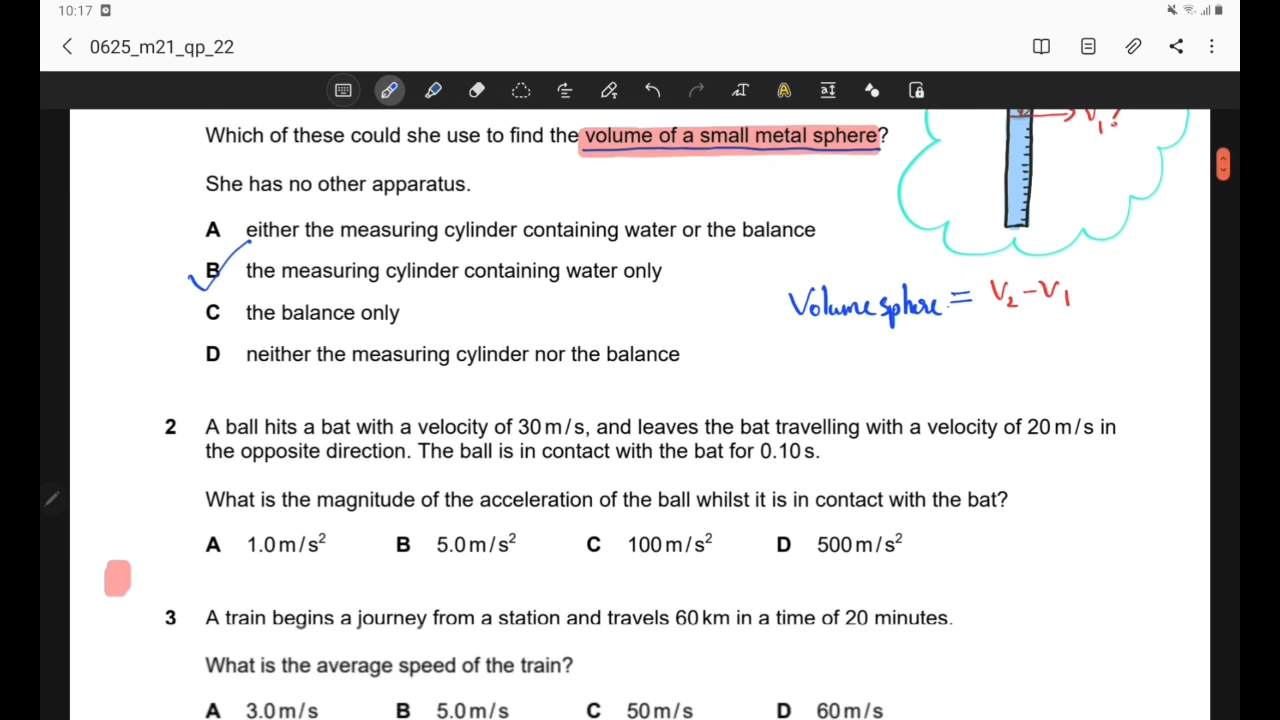 10:17
0625_m21_qp_22
V₁?
Which of these could she use to find the volume of a small metal sphere?
She has no other apparatus.
A either the measuring cylinder containing water or the balance
B the measuring cylinder containing water only
C the balance only
D neither the measuring cylinder nor the balance
Volume sphere = V₂ - V₁
2 A ball hits a bat with a velocity of 30 m/s, and leaves the bat travelling with a velocity of 20 m/s in
the opposite direction. The ball is in contact with the bat for 0.10 s.
What is the magnitude of the acceleration of the ball whilst it is in contact with the bat?
A 1.0 m/s² B 5.0 m/s² C 100 m/s² D 500 m/s²
3 A train begins a journey from a station and travels 60 km in a time of 20 minutes.
What is the average speed of the train?
A 3.0 m/s B 5.0 m/s C 50 m/s D 60 m/s